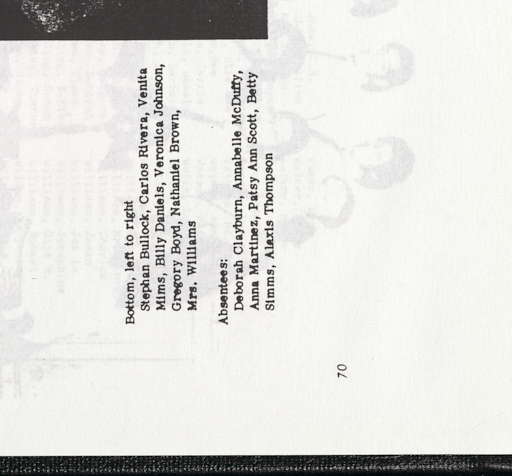 Bottom, left to right
Stephan Bullock, Carlos Rivera, Venita
Mims, Billy Daniels, Veronica Johnson,
Gregory Boyd, Nathaniel Brown,
Mrs. Williams
Absentees:
Deborah Clayburn, Annabelle McDuffy,
Anna Martinez, Patsy Ann Scott, Betty
Simms, Alexis Thompson
70